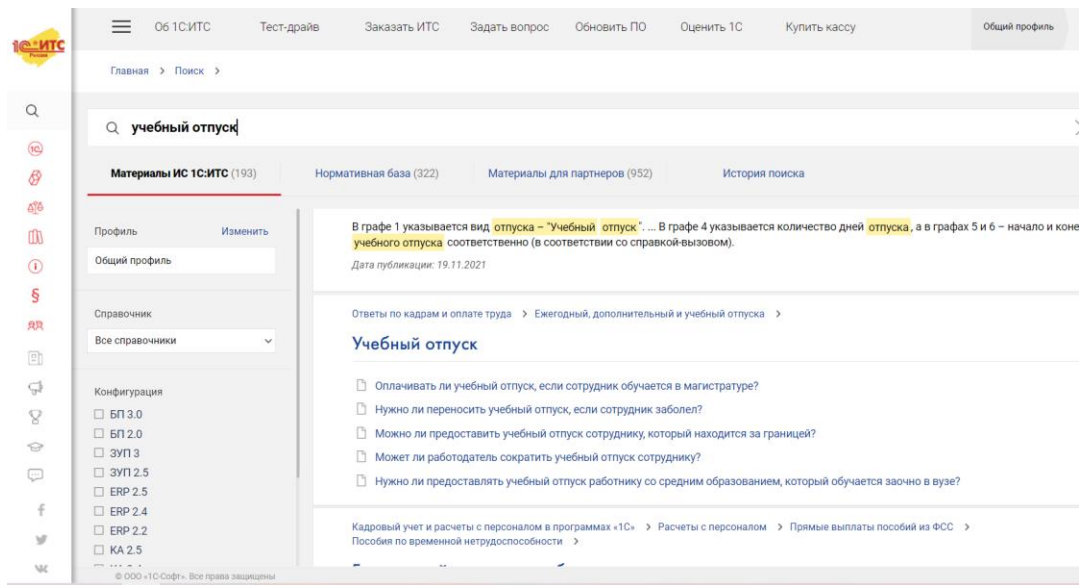 Об 1С:ИТС Тест-драйв Заказать ИТС Задать вопрос Обновить ПО Оценить 1С Купить кассу Общий профиль
1С:ИТС
Россия
Главная > Поиск >
учебный отпуск
Материалы ИС 1С:ИТС (193) Нормативная база (322) Материалы для партнеров (952) История поиска
Профиль Изменить
Общий профиль
Справочник
Все справочники
Конфигурация
БП 3.0
БП 2.0
ЗУП 3
ЗУП 2.5
ERP 2.5
ERP 2.4
ERP 2.2
КА 2.5
В графе 1 указывается вид отпуска – "Учебный отпуск". ... В графе 4 указывается количество дней отпуска, а в графах 5 и 6 – начало и коне
учебного отпуска соответственно (в соответствии со справкой-вызовом).
Дата публикации: 19.11.2021
Ответы по кадрам и оплате труда > Ежегодный, дополнительный и учебный отпуска >
Учебный отпуск
Оплачивать ли учебный отпуск, если сотрудник обучается в магистратуре?
Нужно ли переносить учебный отпуск, если сотрудник заболел?
Можно ли предоставить учебный отпуск сотруднику, который находится за границей?
Может ли работодатель сократить учебный отпуск сотруднику?
Нужно ли предоставлять учебный отпуск работнику со средним образованием, который обучается заочно в вузе?
Кадровый учет и расчеты с персоналом в программах «1С» > Расчеты с персоналом > Прямые выплаты пособий из ФСС >
Пособия по временной нетрудоспособности >
© ООО «1С-Софт». Все права защищены